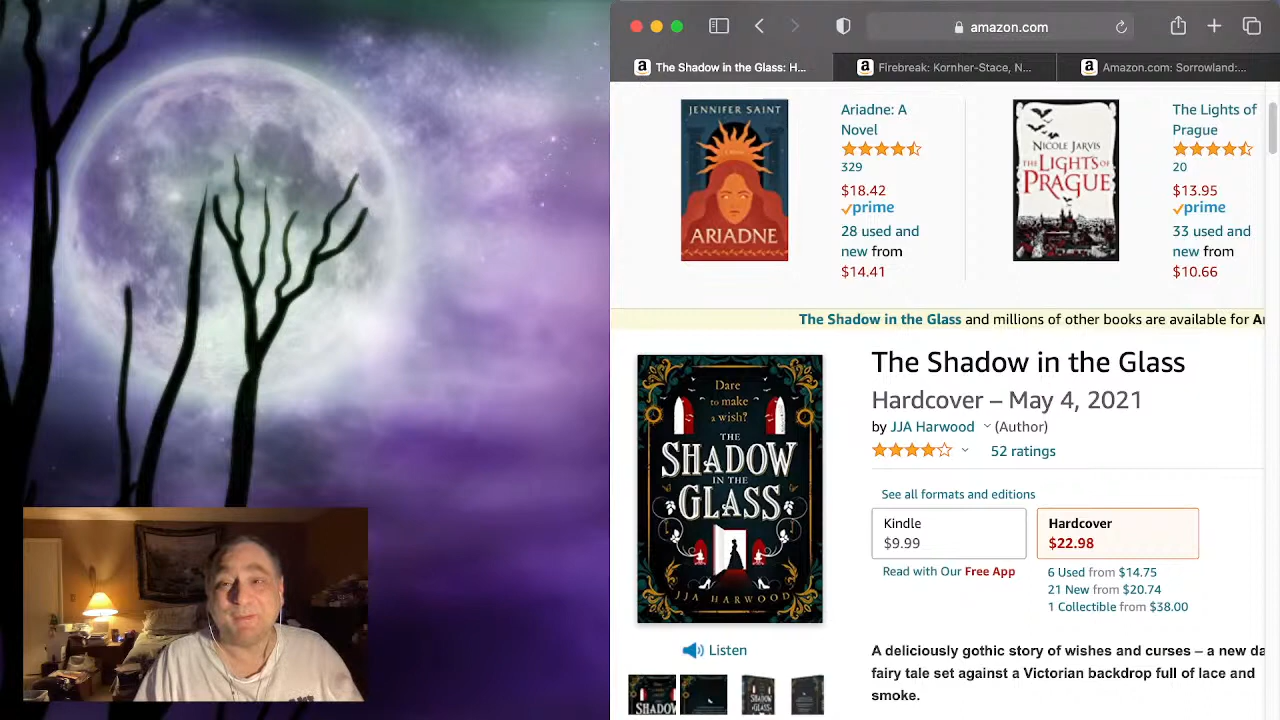 amazon.com
The Shadow in the Glass: H...
Firebreak: Kornher-Stace, N...
Amazon.com: Sorrowland:...
JENNIFER SAINT
ARIADNE
Ariadne: A
Novel
329
$18.42
prime
28 used and
new from
$14.41
NICOLE JARVIS
THE LIGHTS OF
PRAGUE
The Lights of
Prague
20
$13.95
prime
33 used and
new from
$10.66
The Shadow in the Glass and millions of other books are available for
Dare
to make
a wish?
THE
SHADOW
IN THE
GLASS
JJA HARWOOD
Listen
The Shadow in the Glass
Hardcover – May 4, 2021
by JJA Harwood (Author)
52 ratings
See all formats and editions
Kindle
$9.99
Read with Our Free App
Hardcover
$22.98
6 Used from $14.75
21 New from $20.74
1 Collectible from $38.00
A deliciously gothic story of wishes and curses – a new da
fairy tale set against a Victorian backdrop full of lace and
smoke.